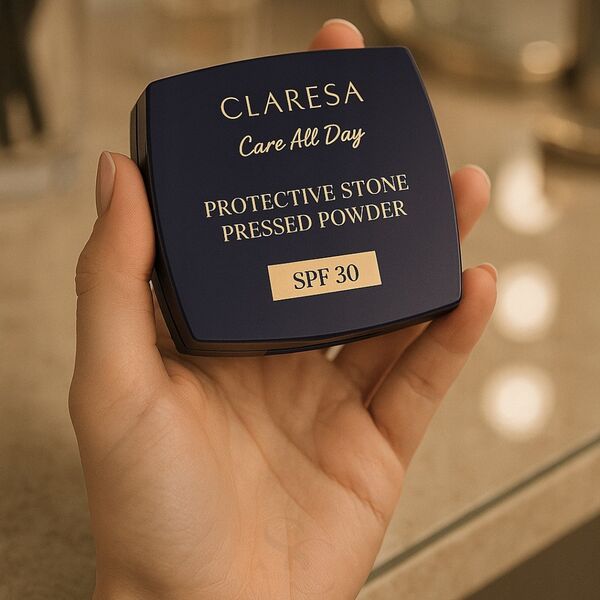 CLARESA
Care All Day
PROTECTIVE STONE
PRESSED POWDER
SPF 30